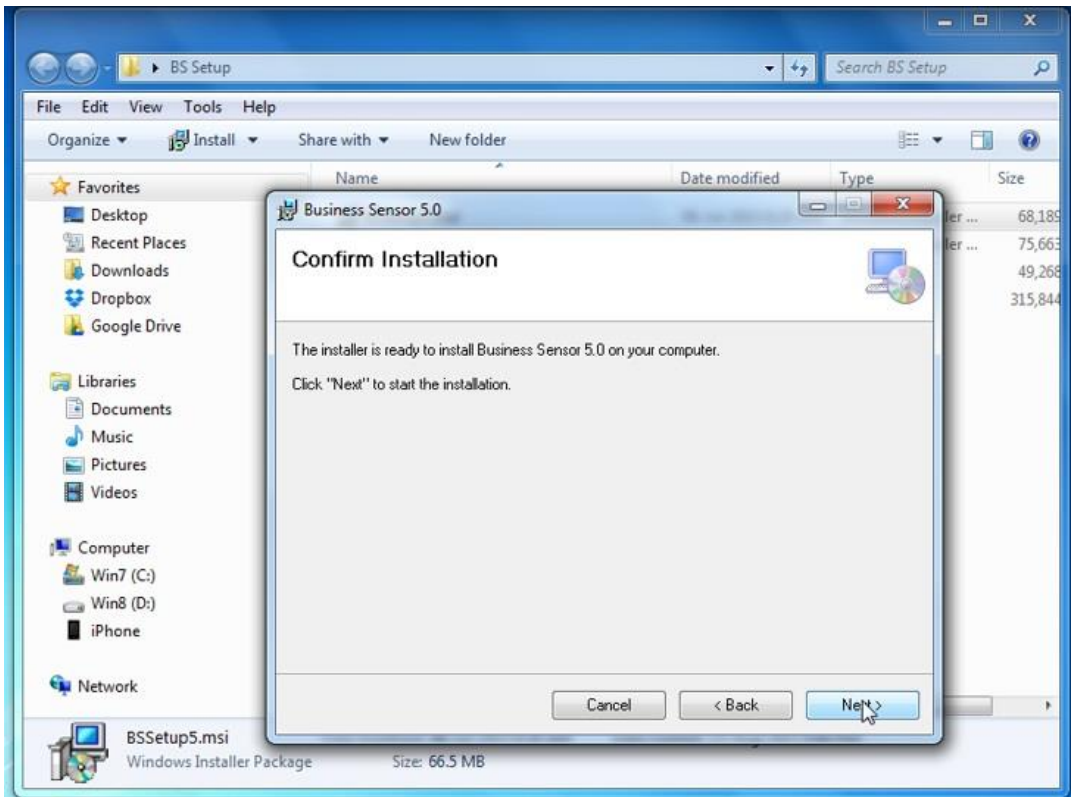 BS Setup
Search BS Setup
File Edit View Tools Help
Organize Install Share with New folder
Name Date modified Type Size
Favorites
Desktop
Recent Places
Downloads
Dropbox
Google Drive
Libraries
Documents
Music
Pictures
Videos
Computer
Win7 (C:)
Win8 (D:)
iPhone
Network
ler ... 68,189
ler ... 75,663
49,268
315,844
Business Sensor 5.0
Confirm Installation
The installer is ready to install Business Sensor 5.0 on your computer.
Click "Next" to start the installation.
Cancel < Back Next >
BSSetup5.msi
Windows Installer Package Size: 66.5 MB